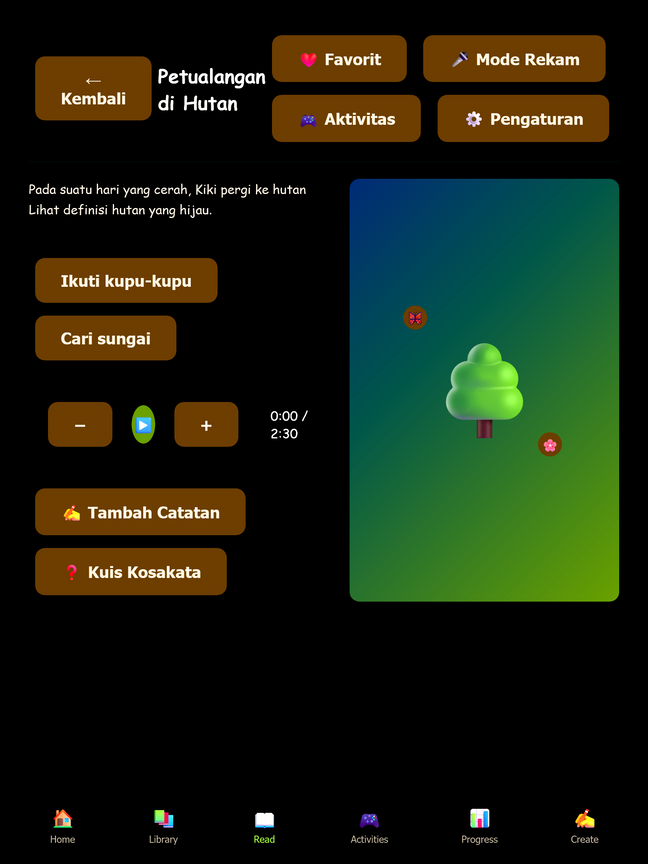 ←
Kembali
Petualangan
di Hutan
Favorit
Mode Rekam
Aktivitas
Pengaturan
Pada suatu hari yang cerah, Kiki pergi ke hutan
Lihat definisi hutan yang hijau.
Ikuti kupu-kupu
Cari sungai
−
+
0:00 /
2:30
Tambah Catatan
Kuis Kosakata
Home
Library
Read
Activities
Progress
Create